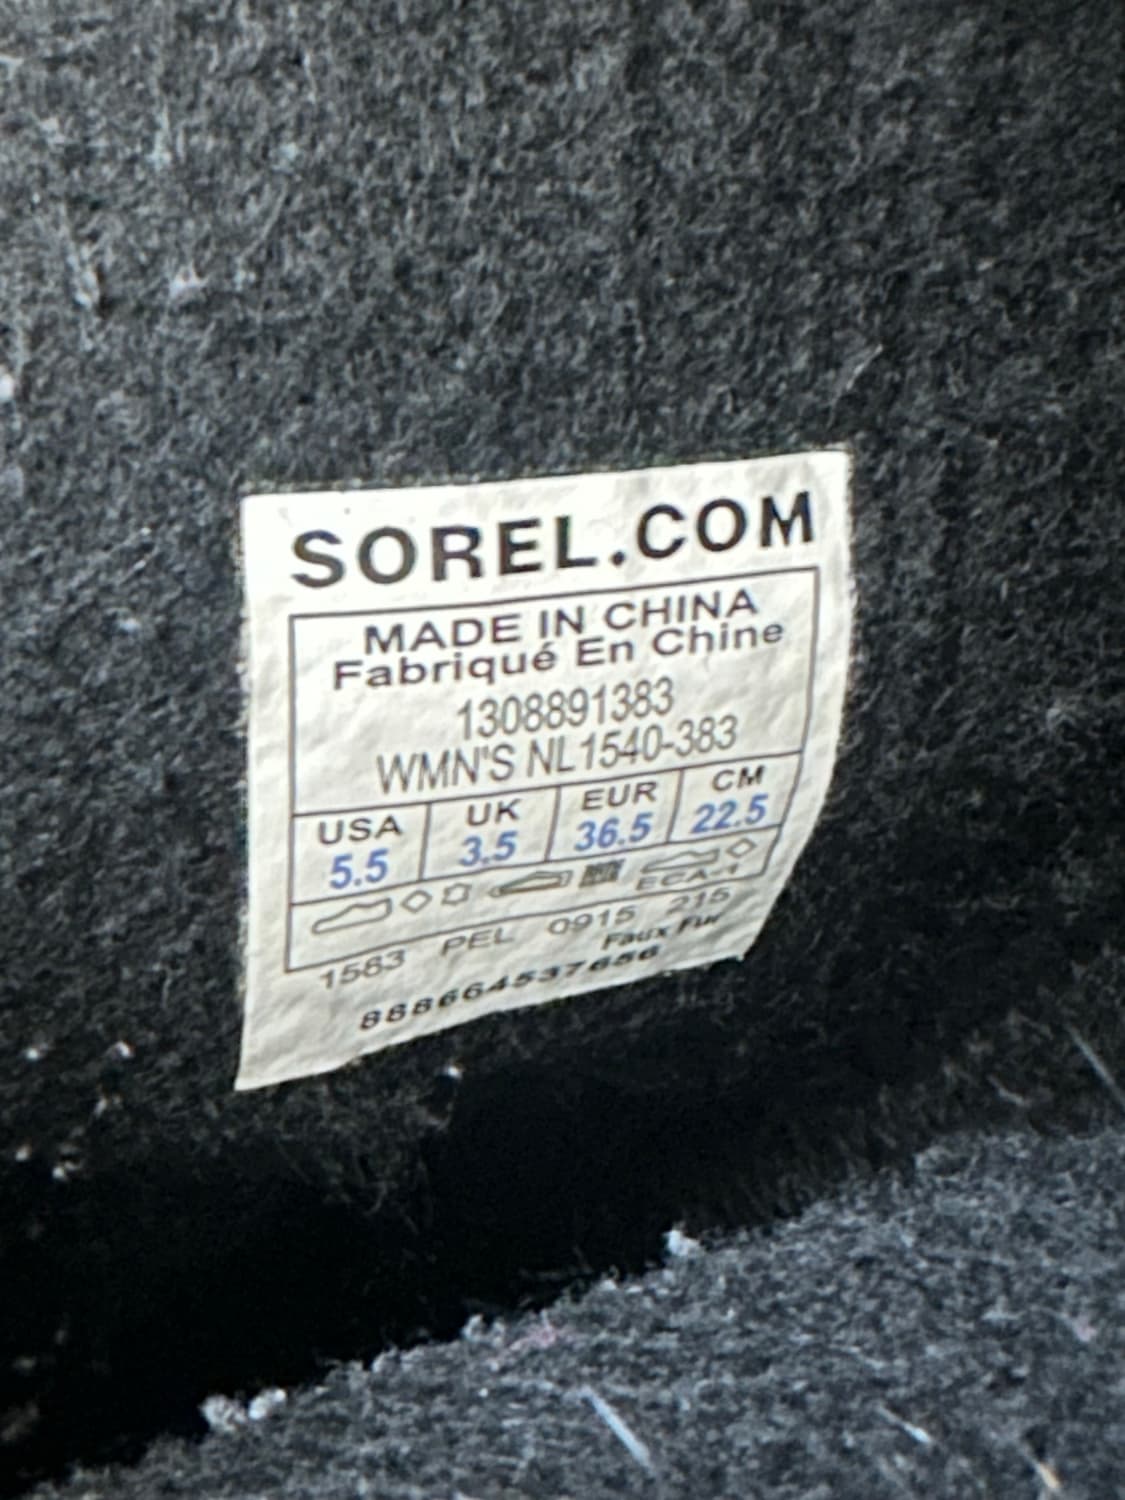 SOREL.COM
MADE IN CHINA
Fabriqué En Chine
1308891383
WMN'S NL1540-383
USA UK EUR CM
5.5 3.5 36.5 22.5
ECA-1
1583 PEL 0915 215
Faux Fur
888664537656